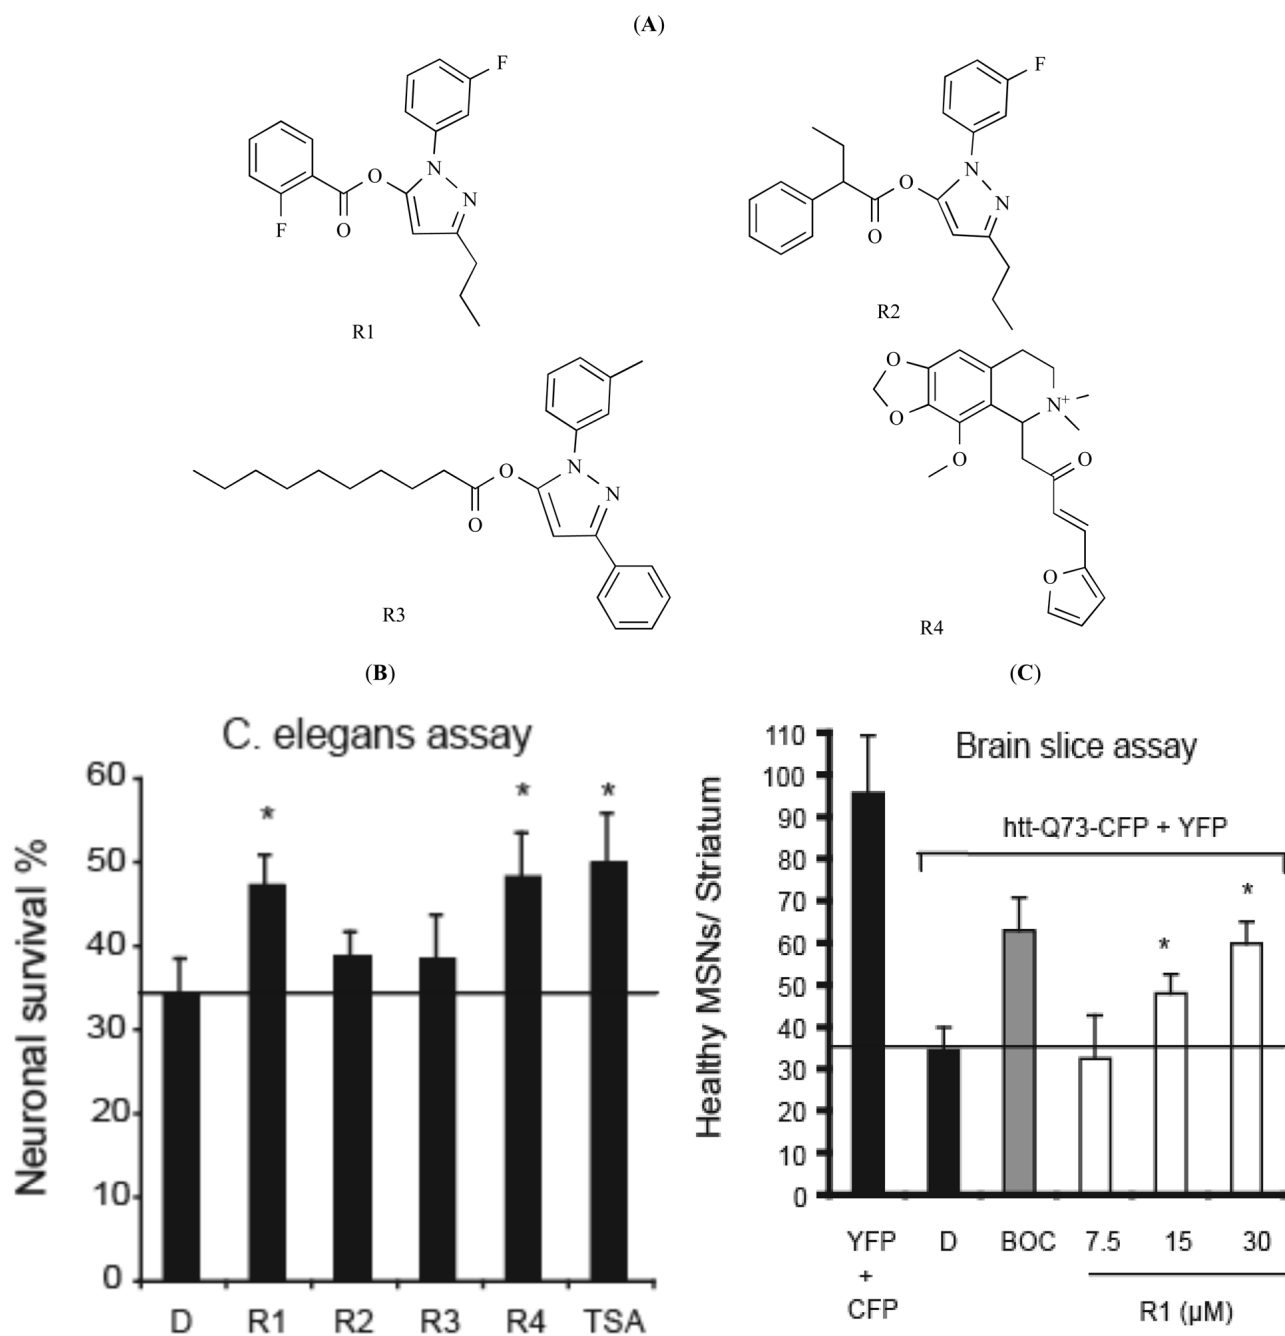 (A)
F
F
O
N
N
F
O
R1
F
O
N
N
O
R2
O
N
N
O
R3
O
O
N+
O
O
O
R4
(B)
(C)
C. elegans assay
Neuronal survival %
60
50
40
30
20
10
0
*
*
*
D R1 R2 R3 R4 TSA
Brain slice assay
htt-Q73-CFP + YFP
Healthy MSNs/ Striatum
110
100
90
80
70
60
50
40
30
20
10
0
*
*
YFP + CFP
D BOC 7.5 15 30
R1 (μM)